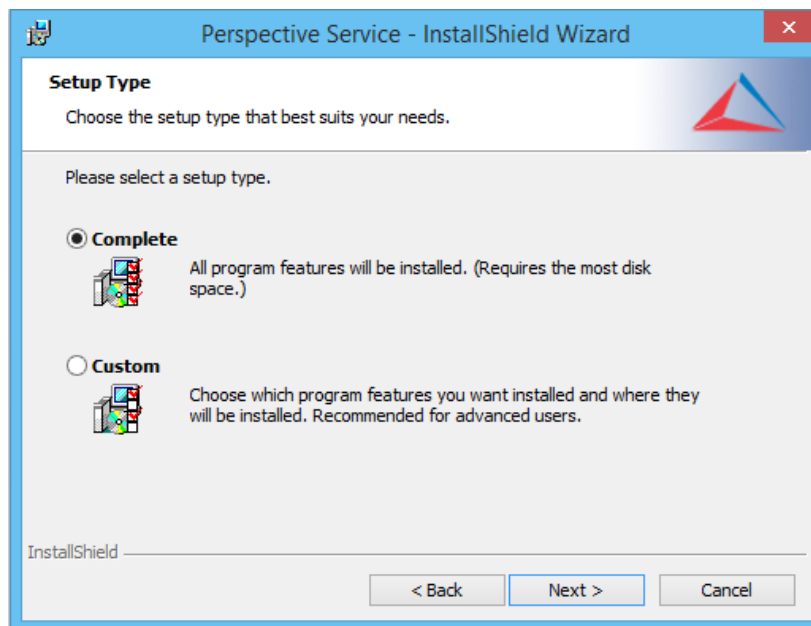 Perspective Service - InstallShield Wizard
Setup Type
Choose the setup type that best suits your needs.
Please select a setup type.
Complete
All program features will be installed. (Requires the most disk
space.)
Custom
Choose which program features you want installed and where they
will be installed. Recommended for advanced users.
InstallShield
< Back
Next >
Cancel